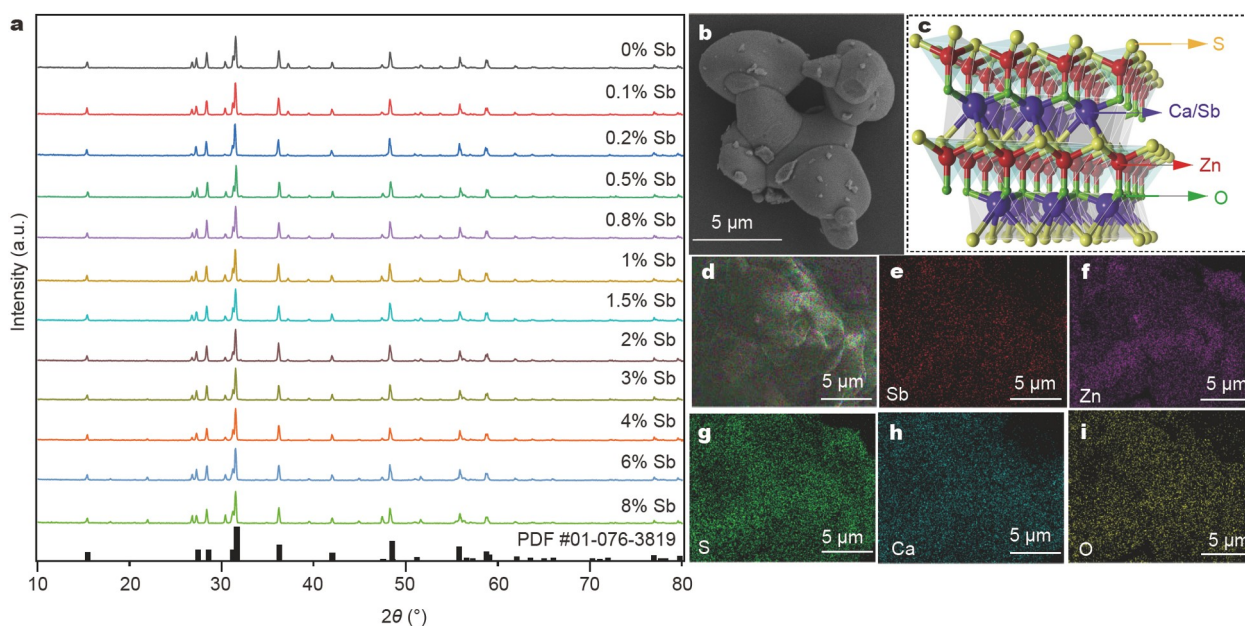 a
Intensity (a.u.)
0% Sb
0.1% Sb
0.2% Sb
0.5% Sb
0.8% Sb
1% Sb
1.5% Sb
2% Sb
3% Sb
4% Sb
6% Sb
8% Sb
PDF #01-076-3819
10 20 30 40 50 60 70 80
2θ (°)
b
5 μm
c
S
Ca/Sb
Zn
O
d
5 μm
e
5 μm
Sb
f
5 μm
Zn
g
5 μm
S
h
5 μm
Ca
i
5 μm
O